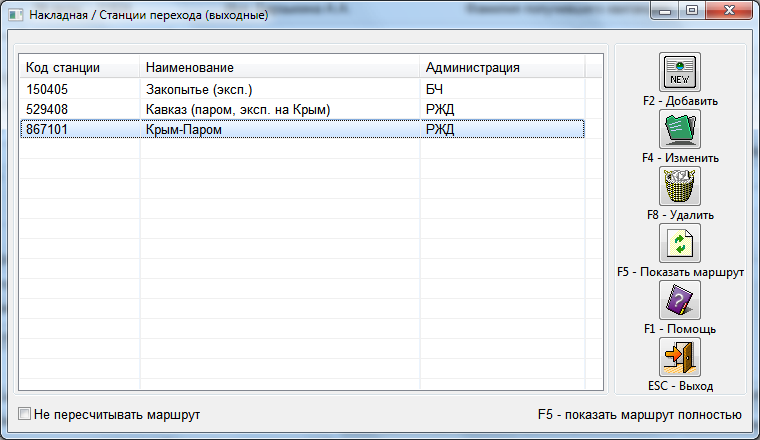 Накладная / Станции перехода (выходные)
Код станции Наименование Администрация
150405 Закопытье (эксп.) БЧ
529408 Кавказ (паром, эксп. на Крым) РЖД
867101 Крым-Паром РЖД
NEW
F2 - Добавить
F4 - Изменить
F8 - Удалить
F5 - Показать маршрут
?
F1 - Помощь
ESC - Выход
Не пересчитывать маршрут
F5 - показать маршрут полностью